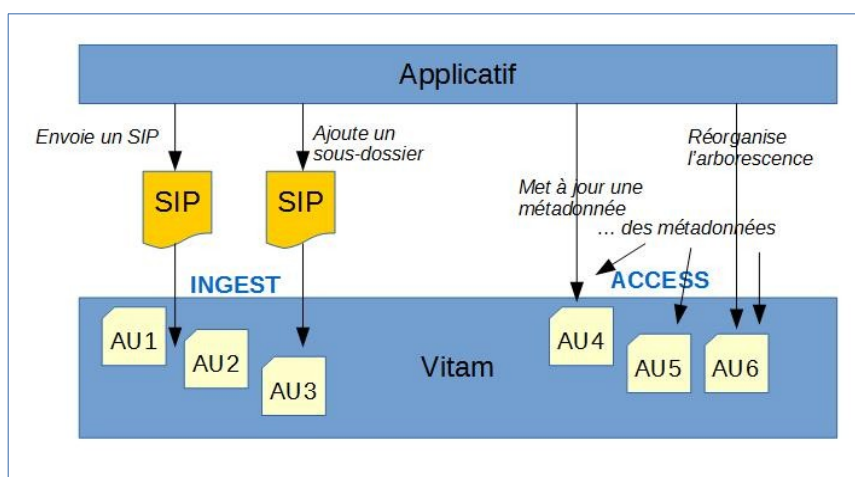 Applicatif
Envoie un SIP
Ajoute un
sous-dossier
Réorganise
l'arborescence
SIP
SIP
Met à jour une
métadonnée
... des métadonnées
INGEST
ACCESS
AU1
AU2
AU3
Vitam
AU4
AU5
AU6